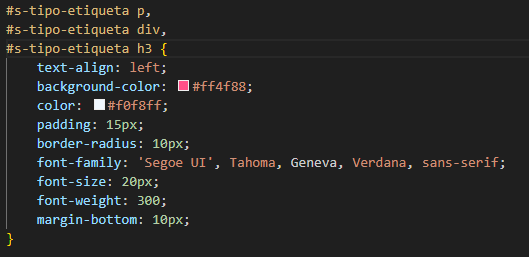 #s-tipo-etiqueta p,
#s-tipo-etiqueta div,
#s-tipo-etiqueta h3 {
    text-align: left;
    background-color: #ff4f88;
    color: #f0f8ff;
    padding: 15px;
    border-radius: 10px;
    font-family: 'Segoe UI', Tahoma, Geneva, Verdana, sans-serif;
    font-size: 20px;
    font-weight: 300;
    margin-bottom: 10px;
}